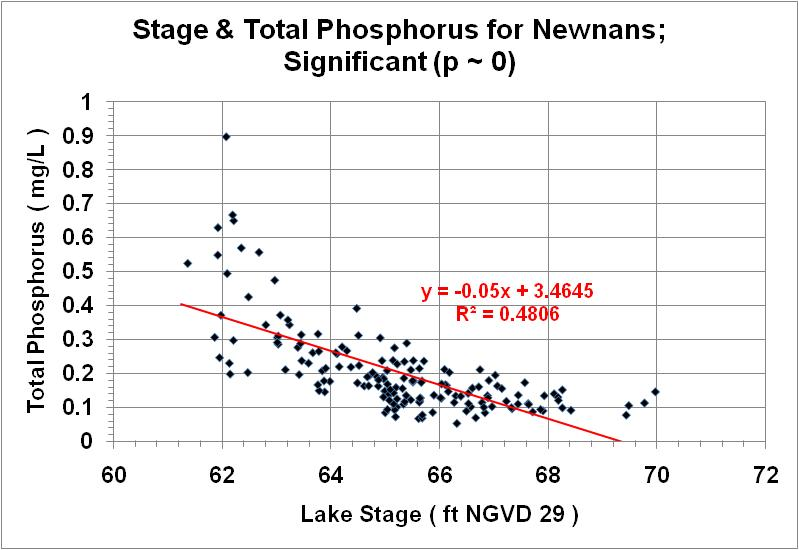 Stage & Total Phosphorus for Newnans;
Significant (p ~ 0)
Total Phosphorus ( mg/L )
1
0.9
0.8
0.7
0.6
0.5
0.4
0.3
0.2
0.1
0
y = -0.05x + 3.4645
R² = 0.4806
60 62 64 66 68 70 72
Lake Stage ( ft NGVD 29 )